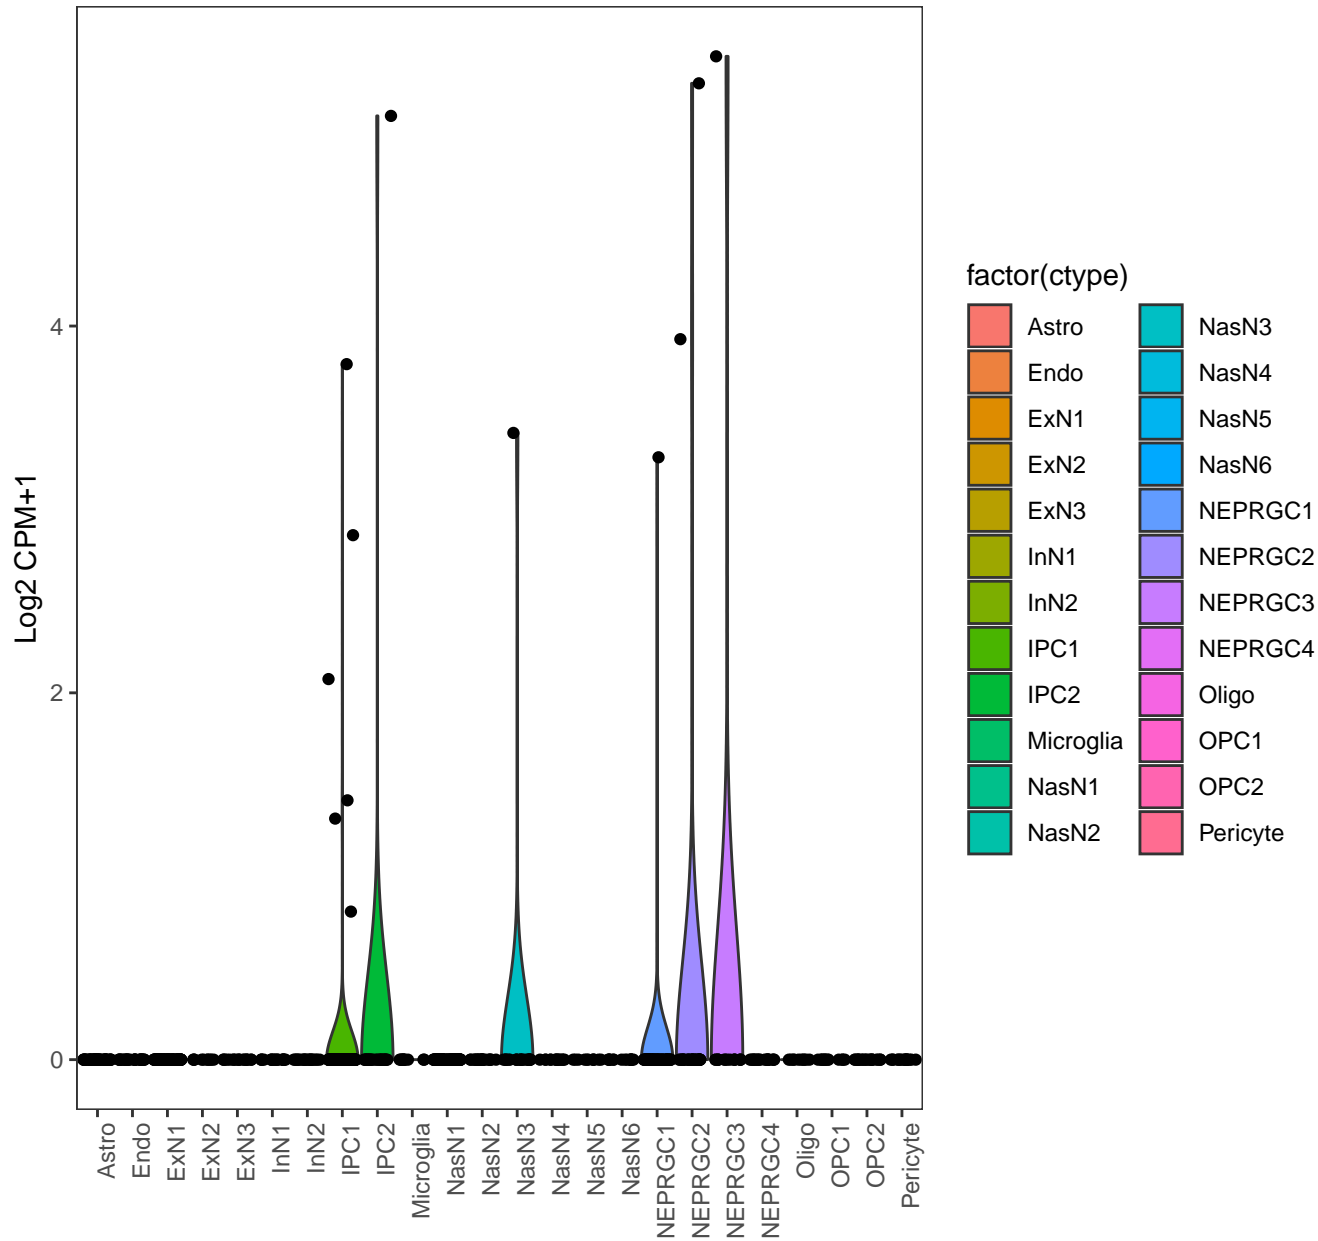 Log2 CPM+1
4
2
0
Astro
Endo
ExN1
ExN2
ExN3
InN1
InN2
IPC1
IPC2
Microglia
NasN1
NasN2
NasN3
NasN4
NasN5
NasN6
NEPRGC1
NEPRGC2
NEPRGC3
NEPRGC4
Oligo
OPC1
OPC2
Pericyte
factor(ctype)
Astro
Endo
ExN1
ExN2
ExN3
InN1
InN2
IPC1
IPC2
Microglia
NasN1
NasN2
NasN3
NasN4
NasN5
NasN6
NEPRGC1
NEPRGC2
NEPRGC3
NEPRGC4
Oligo
OPC1
OPC2
Pericyte